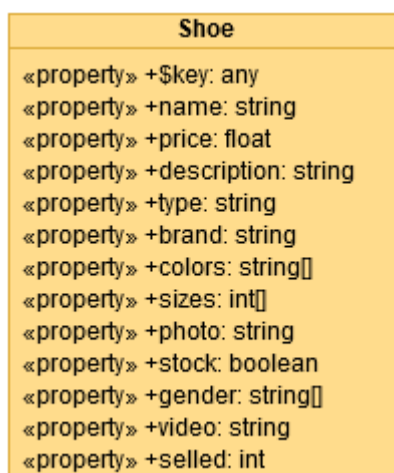 Shoe
«property» +$key: any
«property» +name: string
«property» +price: float
«property» +description: string
«property» +type: string
«property» +brand: string
«property» +colors: string[]
«property» +sizes: int[]
«property» +photo: string
«property» +stock: boolean
«property» +gender: string[]
«property» +video: string
«property» +selled: int